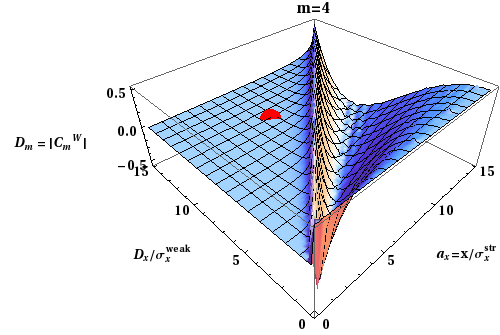 m=4
0.5
0.0
−0.5
D_m = |C_m^W|
15
10
5
0
D_x/σ_x^weak
0
5
10
15
a_x=x/σ_x^str